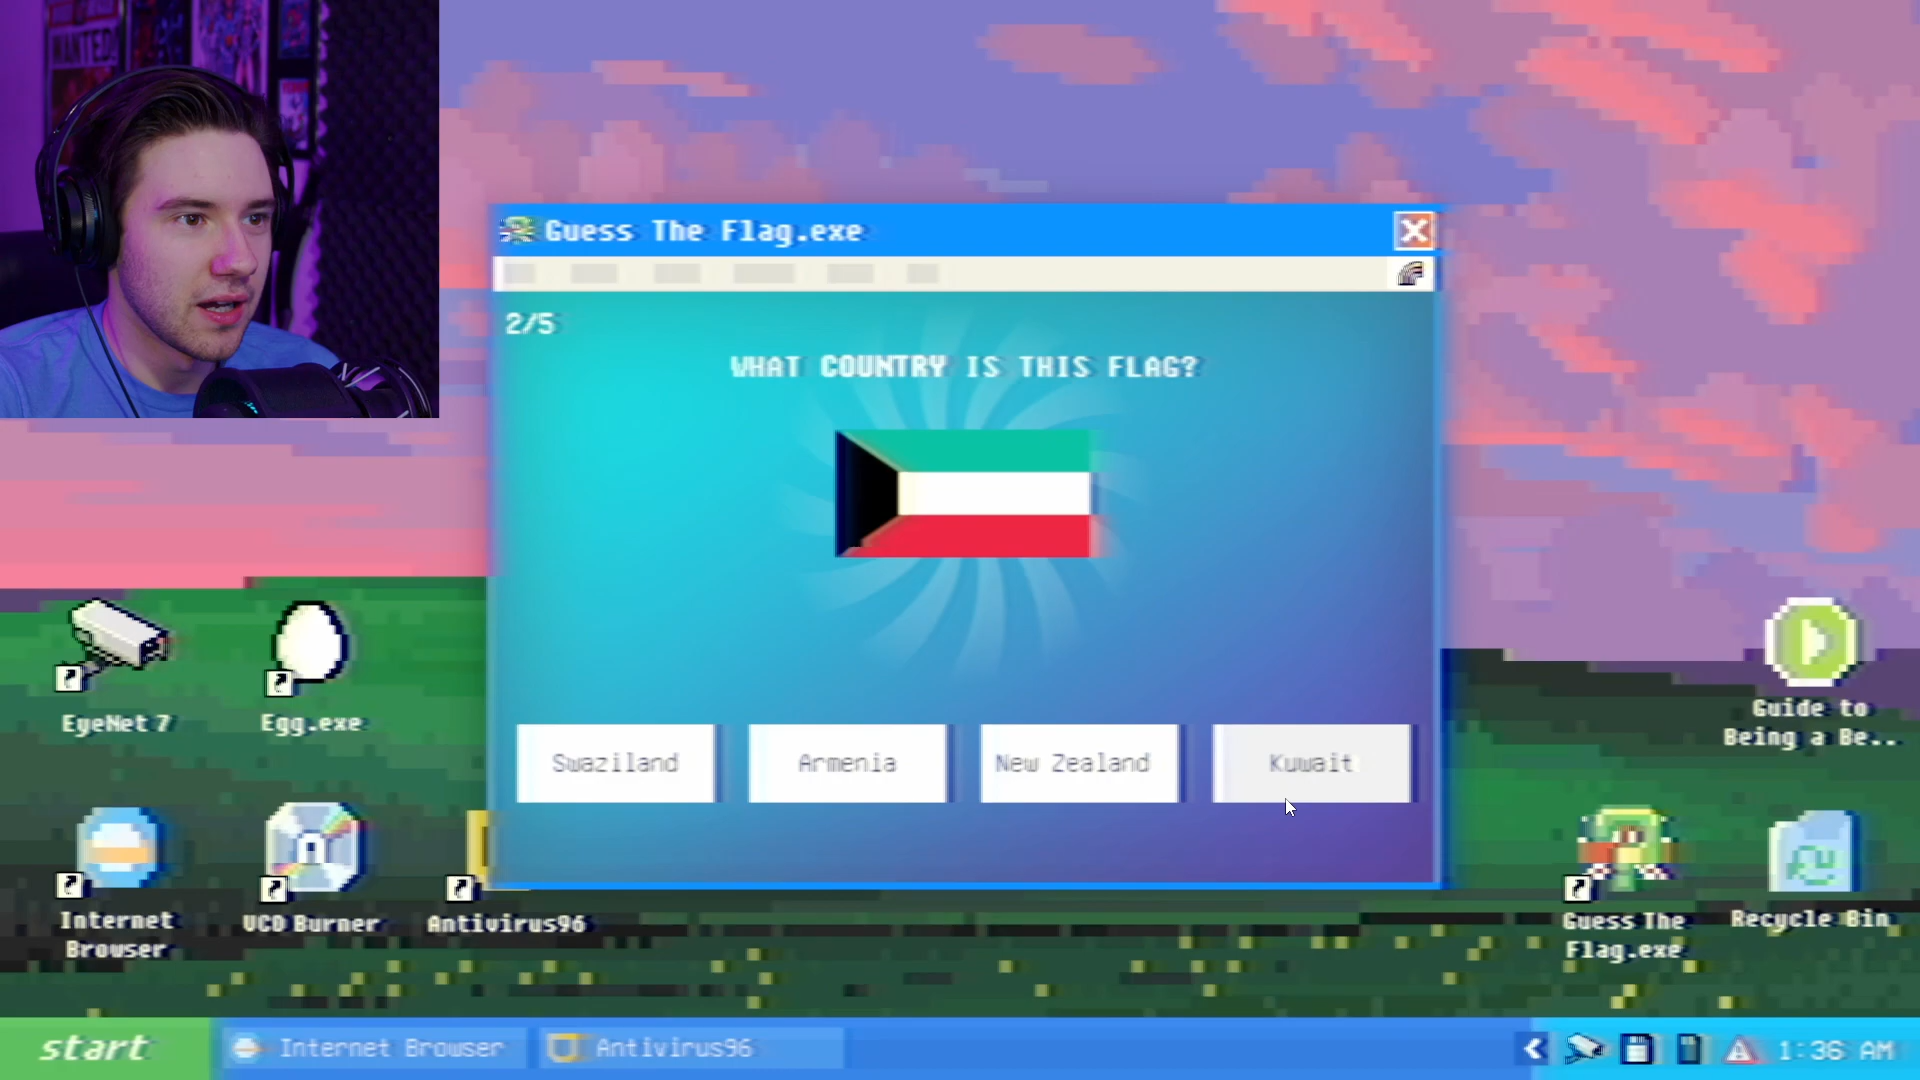 WANTED
Guess The Flag.exe
2/5
WHAT COUNTRY IS THIS FLAG?
Swaziland
Armenia
New Zealand
Kuwait
EyeNet 7
Egg.exe
Guide to
Being a Be..
Internet
Browser
VCD Burner
Antivirus96
Guess The
Flag.exe
Recycle Bin
start
Internet Browser
Antivirus96
1:36 AM